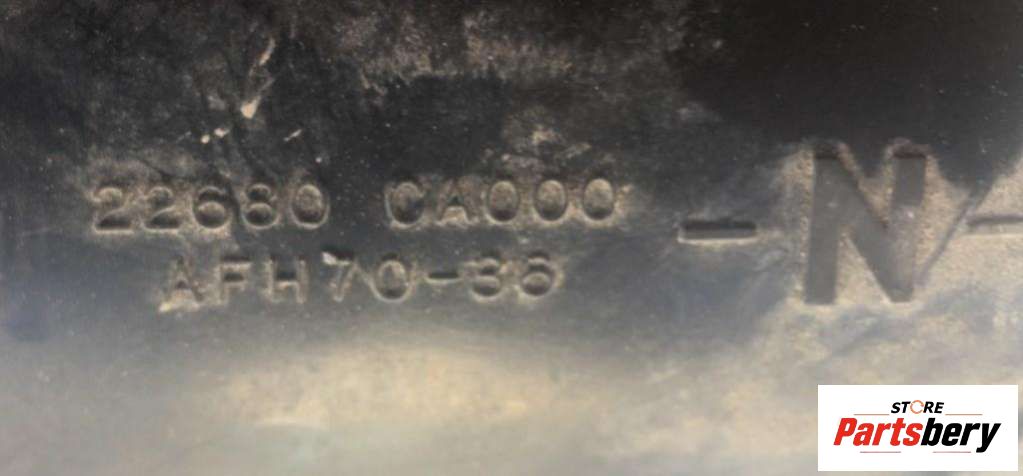 22680 CA000
AFH70-36
-N-
STORE
Partsbery